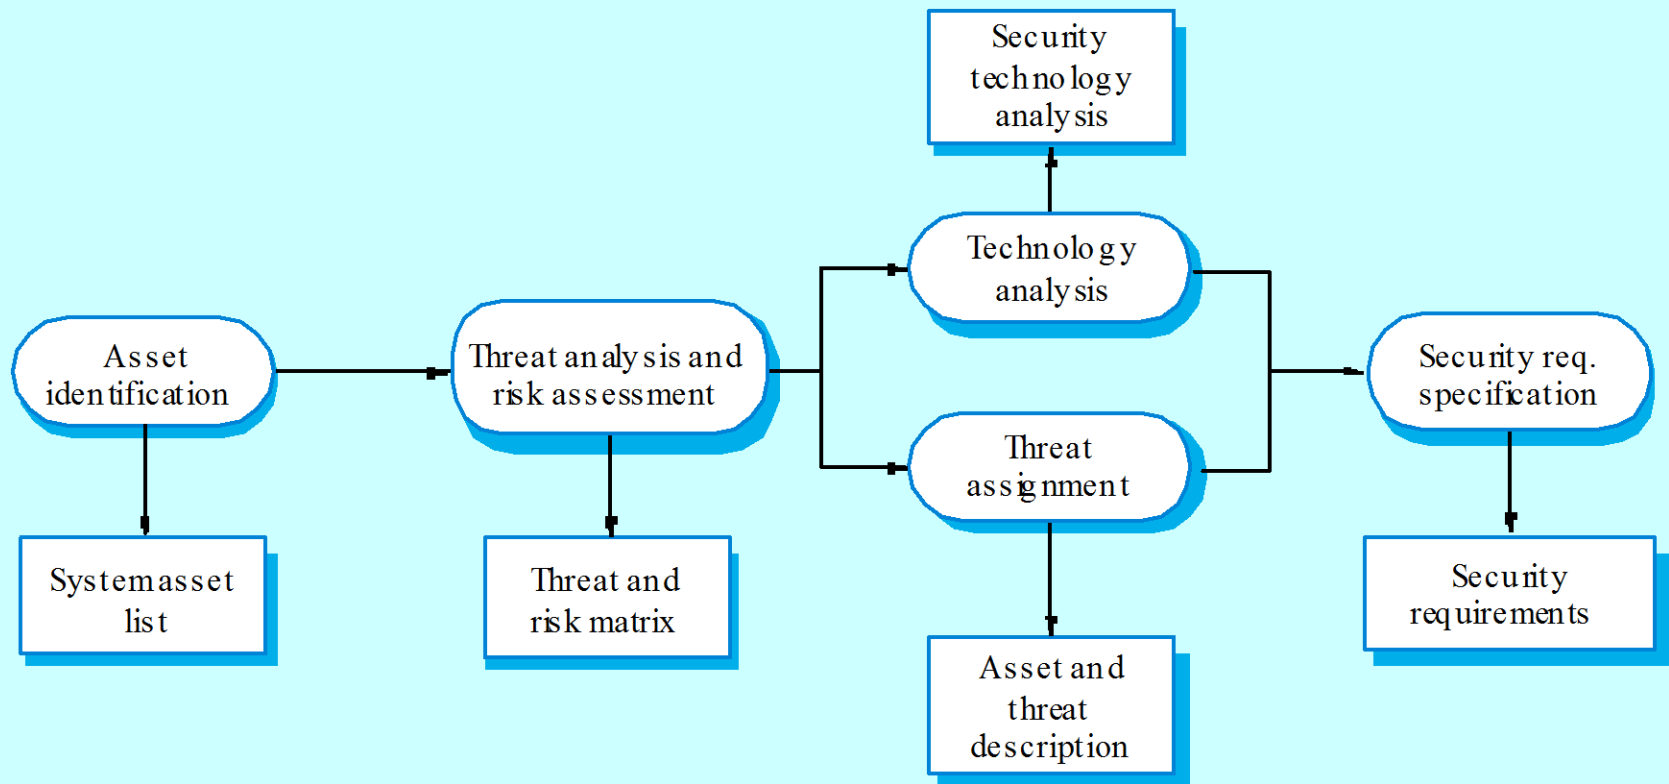 Security
technology
analysis
Technology
analysis
Asset
identification
Threat analysis and
risk assessment
Security req.
specification
Threat
assignment
System asset
list
Threat and
risk matrix
Security
requirements
Asset and
threat
description